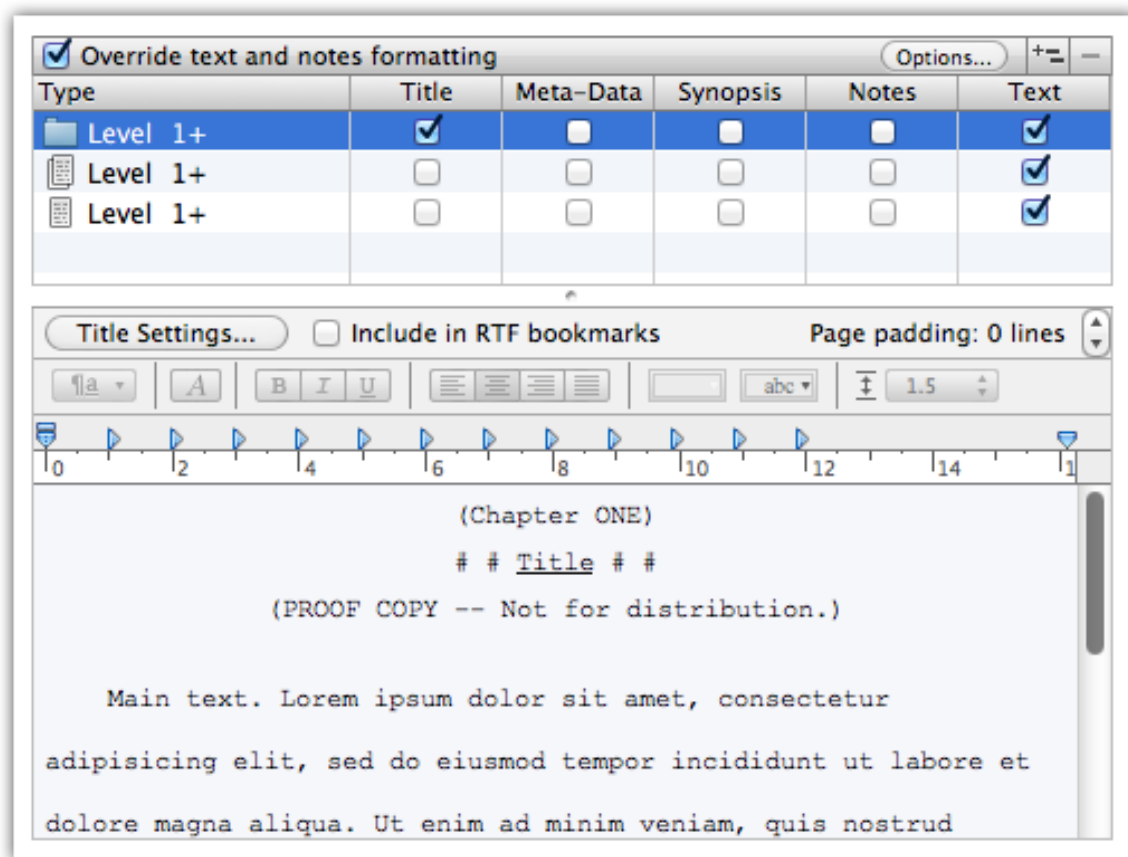 Override text and notes formatting Options...
Type Title Meta-Data Synopsis Notes Text
Level 1+
Level 1+
Level 1+
Title Settings... Include in RTF bookmarks Page padding: 0 lines
¶a A B I U abc 1.5
0 2 4 6 8 10 12 14 1
(Chapter ONE)
# # Title # #
(PROOF COPY -- Not for distribution.)
Main text. Lorem ipsum dolor sit amet, consectetur
adipisicing elit, sed do eiusmod tempor incididunt ut labore et
dolore magna aliqua. Ut enim ad minim veniam, quis nostrud